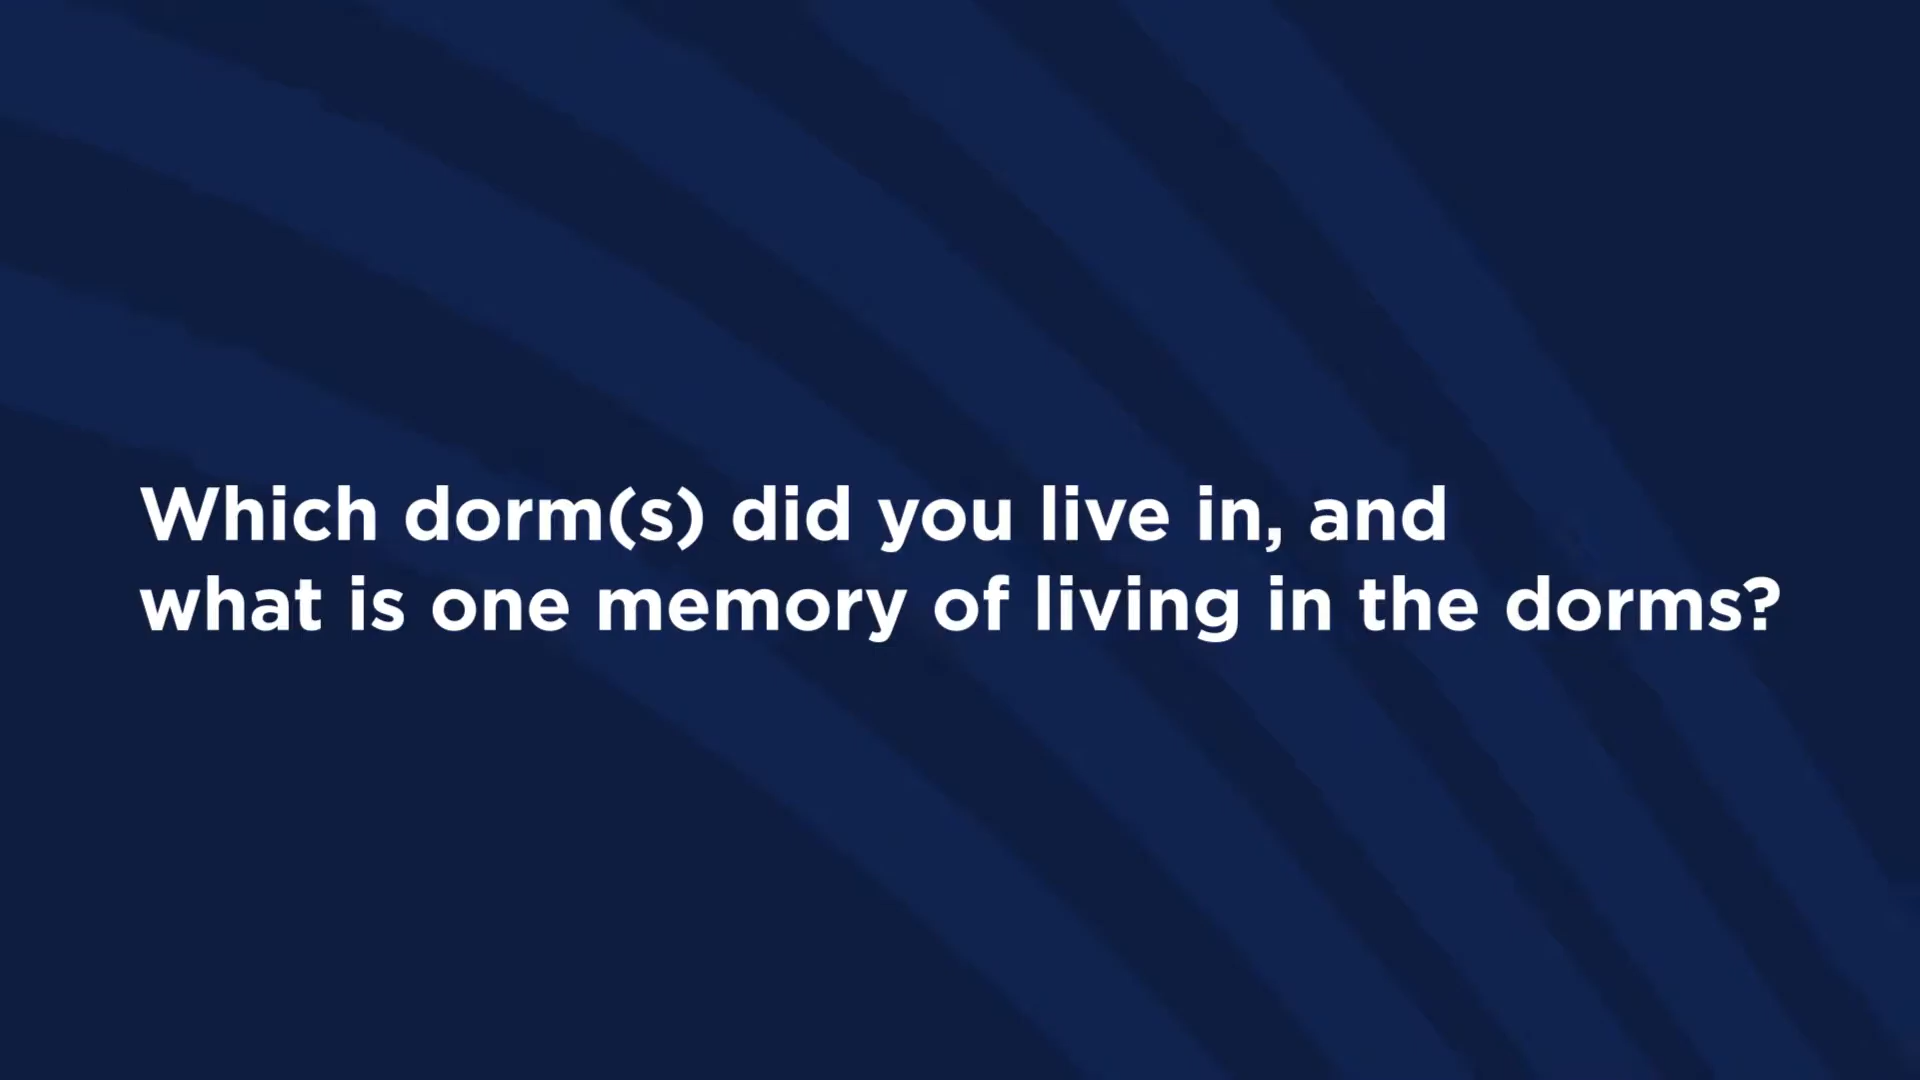 Which dorm(s) did you live in, and
what is one memory of living in the dorms?